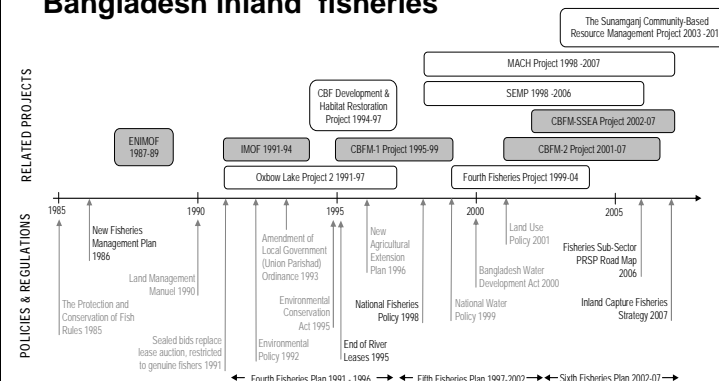 Bangladesh inland fisheries
The Sunamganj Community-Based
Resource Management Project 2003 -201
MACH Project 1998 -2007
CBF Development &
Habitat Restoration
Project 1994-97
SEMP 1998 -2006
CBFM-SSEA Project 2002-07
ENIMOF
1987-89
IMOF 1991-94
CBFM-1 Project 1995-99
CBFM-2 Project 2001-07
Oxbow Lake Project 2 1991-97
Fourth Fisheries Project 1999-04
RELATED PROJECTS
1985
1990
1995
2000
2005
POLICIES & REGULATIONS
New Fisheries
Management Plan
1986
Land Management
Manuel 1990
The Protection and
Conservation of Fish
Rules 1985
Sealed bids replace
lease auction, restricted
to genuine fishers 1991
Amendment of
Local Government
(Union Parishad)
Ordinance 1993
Environmental
Conservation
Act 1995
Environmental
Policy 1992
End of River
Leases 1995
New
Agricultural
Extension
Plan 1996
National Fisheries
Policy 1998
National Water
Policy 1999
Bangladesh Water
Development Act 2000
Land Use
Policy 2001
Fisheries Sub-Sector
PRSP Road Map
2006
Inland Capture Fisheries
Strategy 2007
Fourth Fisheries Plan 1991 - 1996
Fifth Fisheries Plan 1997-2002
Sixth Fisheries Plan 2002-07